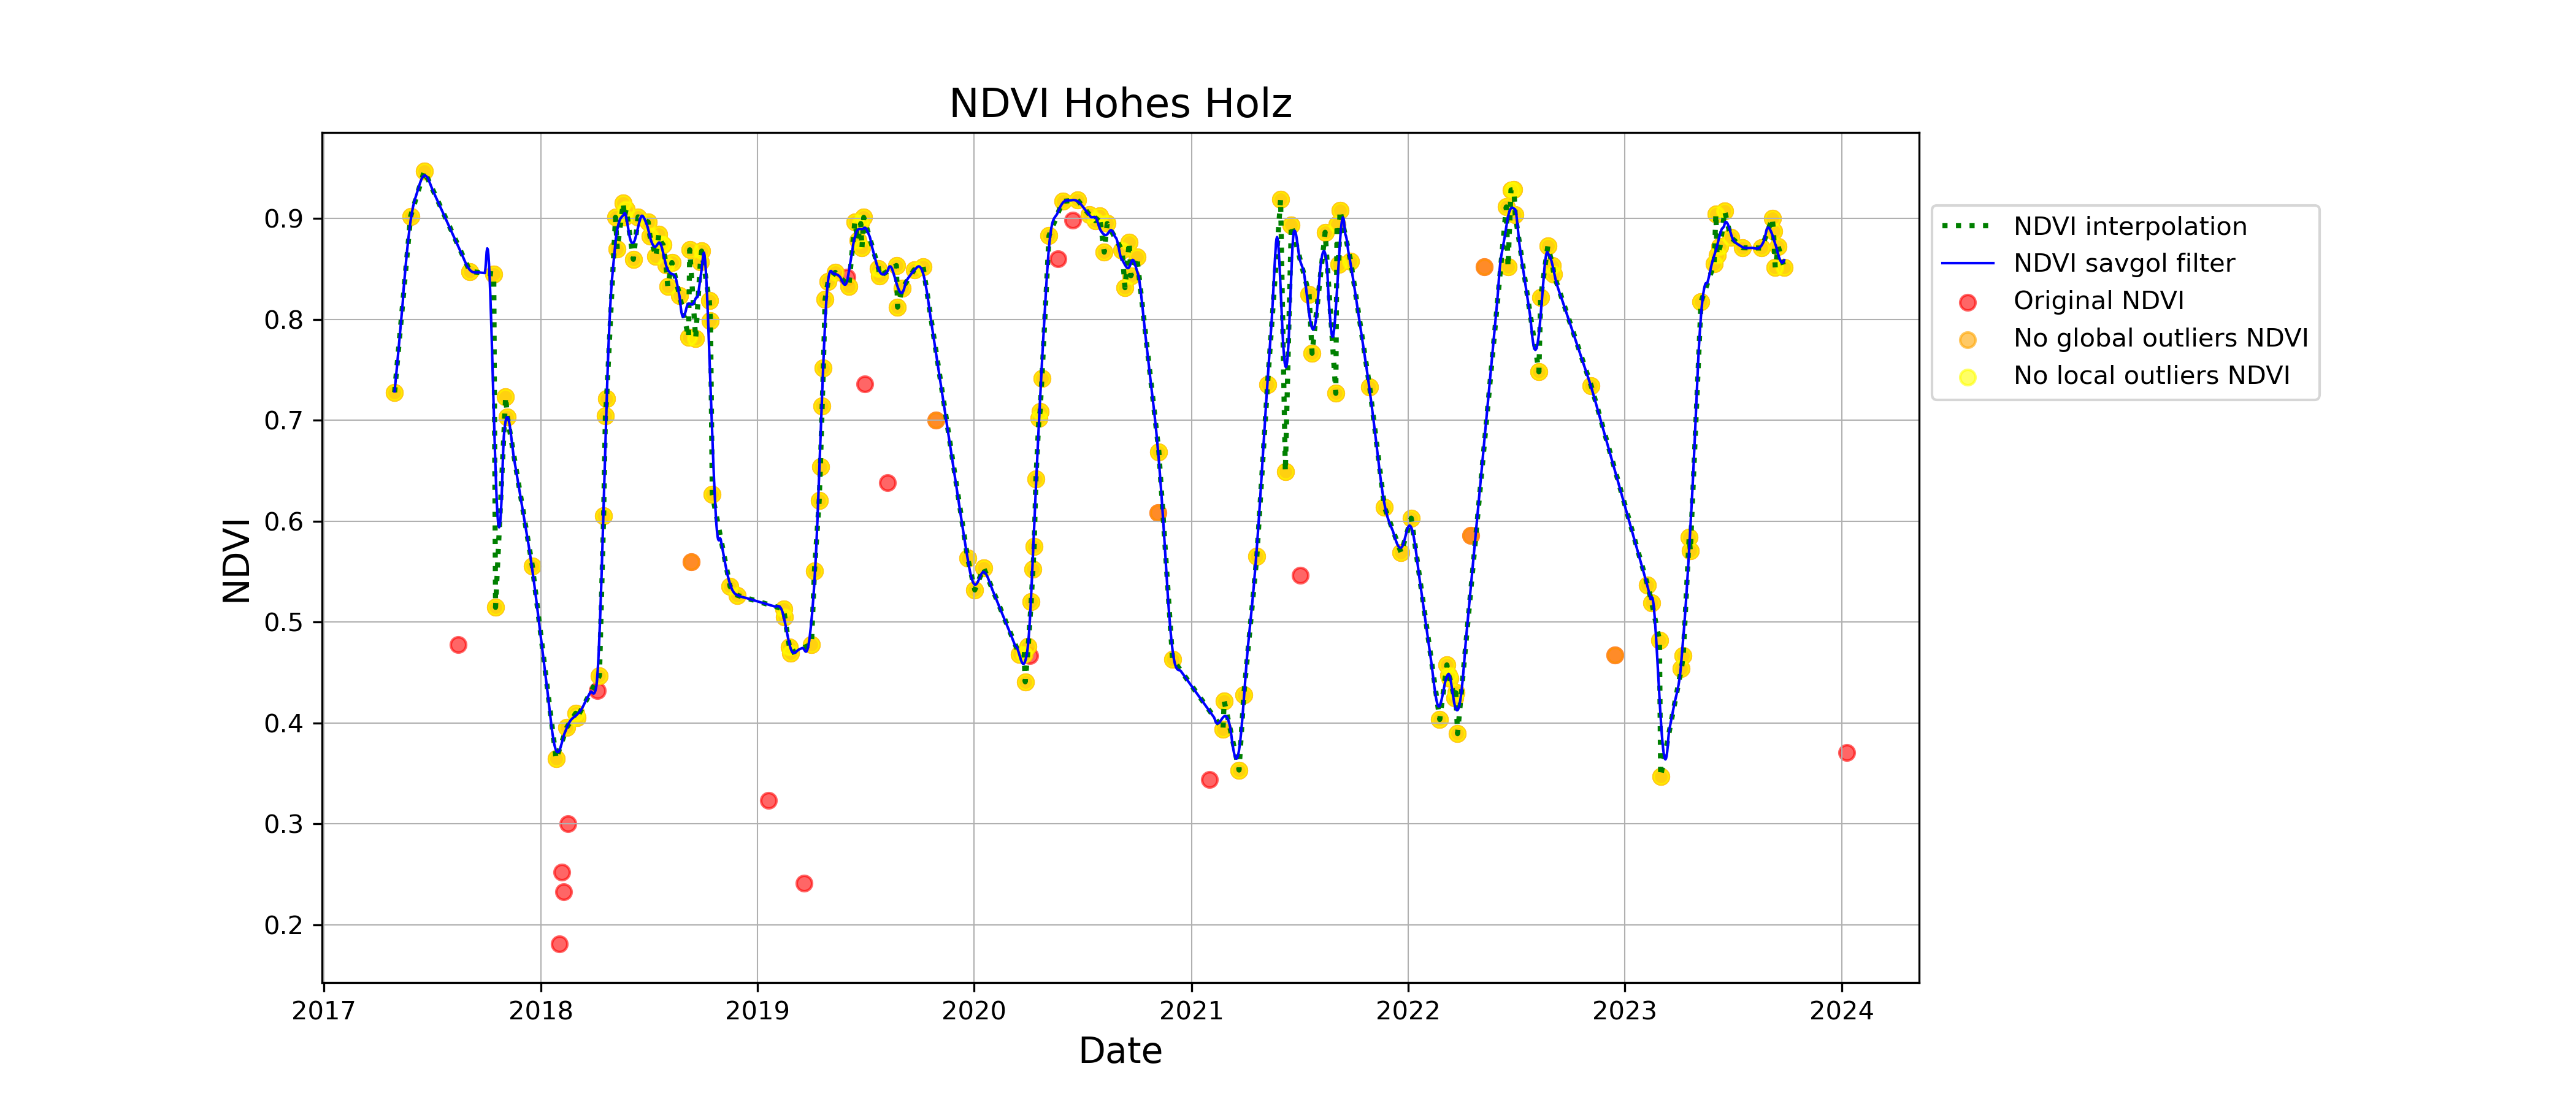 NDVI Hohes Holz
NDVI
0.9
0.8
0.7
0.6
0.5
0.4
0.3
0.2
2017 2018 2019 2020 2021 2022 2023 2024
Date
NDVI interpolation
NDVI savgol filter
Original NDVI
No global outliers NDVI
No local outliers NDVI